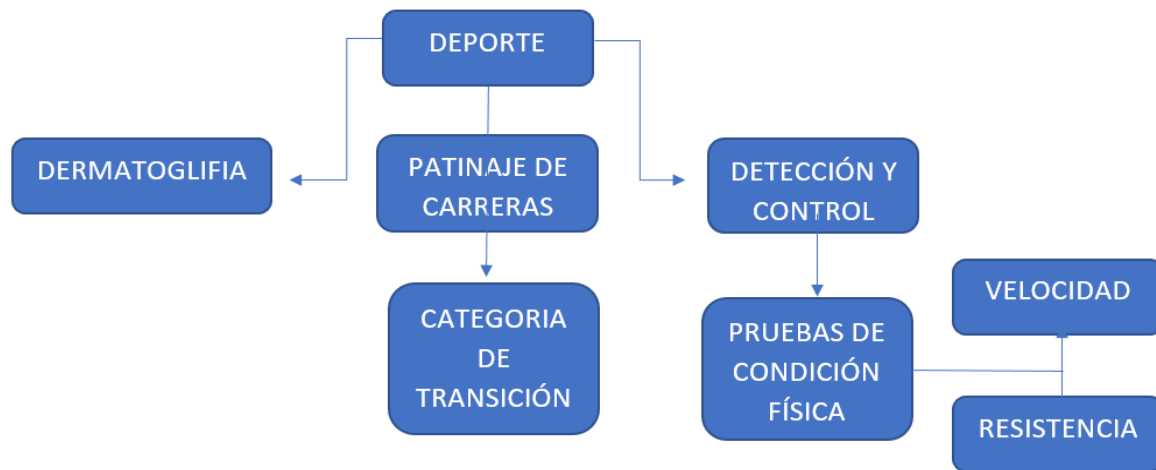 DEPORTE
DERMATOGLIFIA
PATINAJE DE
CARRERAS
DETECCIÓN Y
CONTROL
CATEGORIA
DE
TRANSICIÓN
PRUEBAS DE
CONDICIÓN
FÍSICA
VELOCIDAD
RESISTENCIA